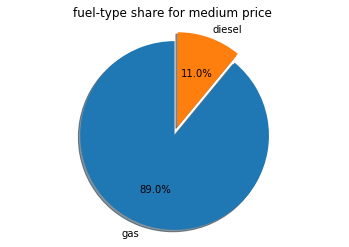 fuel-type share for medium price
diesel
11.0%
89.0%
gas